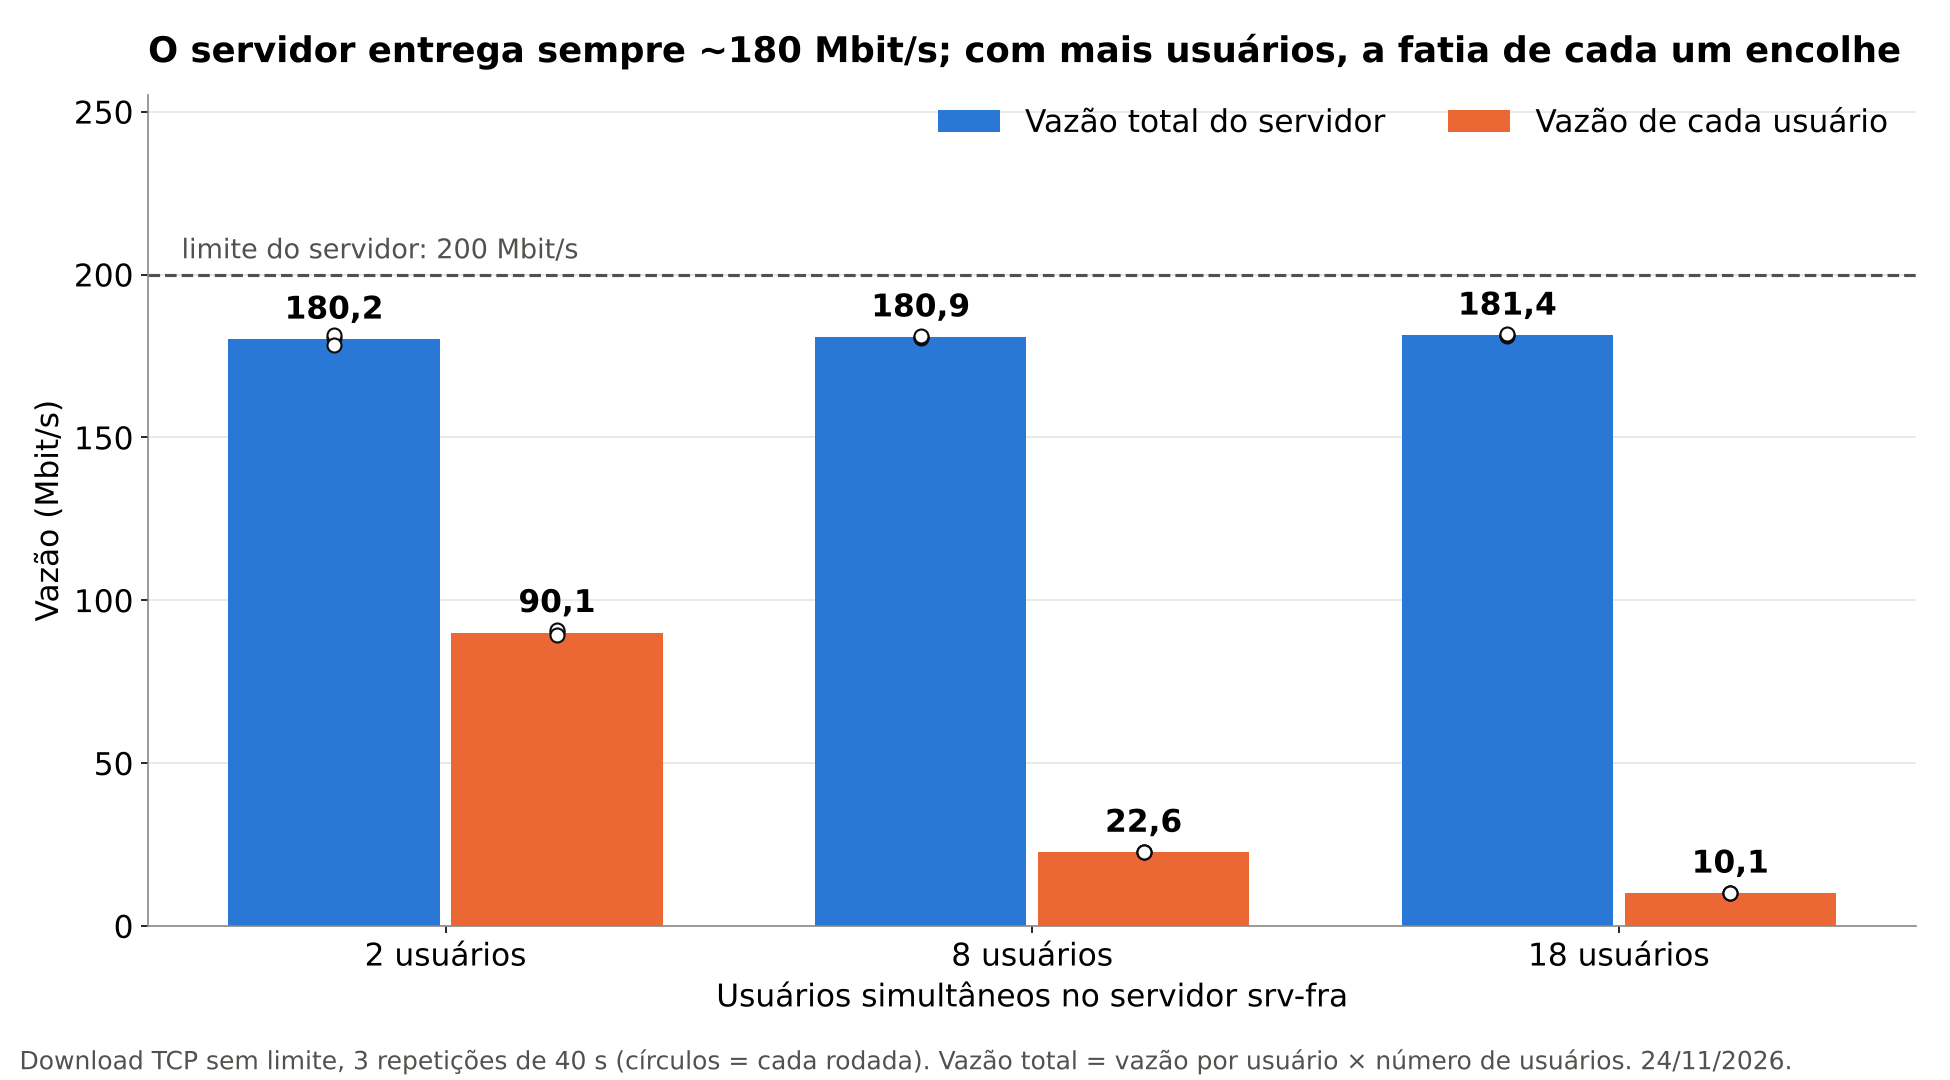 O servidor entrega sempre ~180 Mbit/s; com mais usuários, a fatia de cada um encolhe
Vazão total do servidor
Vazão de cada usuário
250
200
150
100
50
0
Vazão (Mbit/s)
limite do servidor: 200 Mbit/s
180,2
90,1
180,9
22,6
181,4
10,1
2 usuários
8 usuários
18 usuários
Usuários simultâneos no servidor srv-fra
Download TCP sem limite, 3 repetições de 40 s (círculos = cada rodada). Vazão total = vazão por usuário × número de usuários. 24/11/2026.